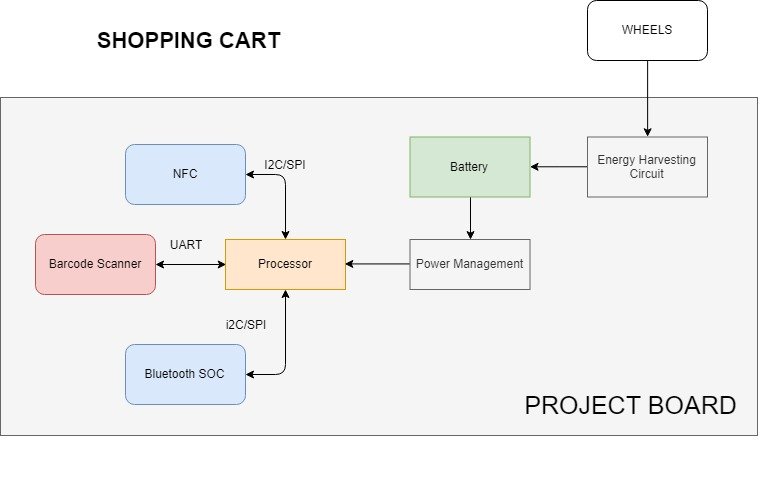 SHOPPING CART
WHEELS
NFC
I2C/SPI
Battery
Energy Harvesting
Circuit
Barcode Scanner
UART
Processor
Power Management
i2C/SPI
Bluetooth SOC
PROJECT BOARD